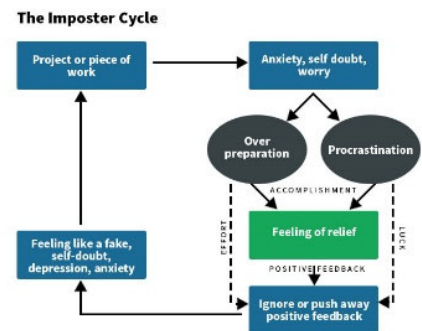 The Imposter Cycle
Project or piece of
work
Anxiety, self doubt,
worry
Over
preparation
Procrastination
ACCOMPLISHMENT
EFFORT
LUCK
Feeling of relief
Feeling like a fake,
self-doubt,
depression, anxiety
POSITIVE FEEDBACK
Ignore or push away
positive feedback